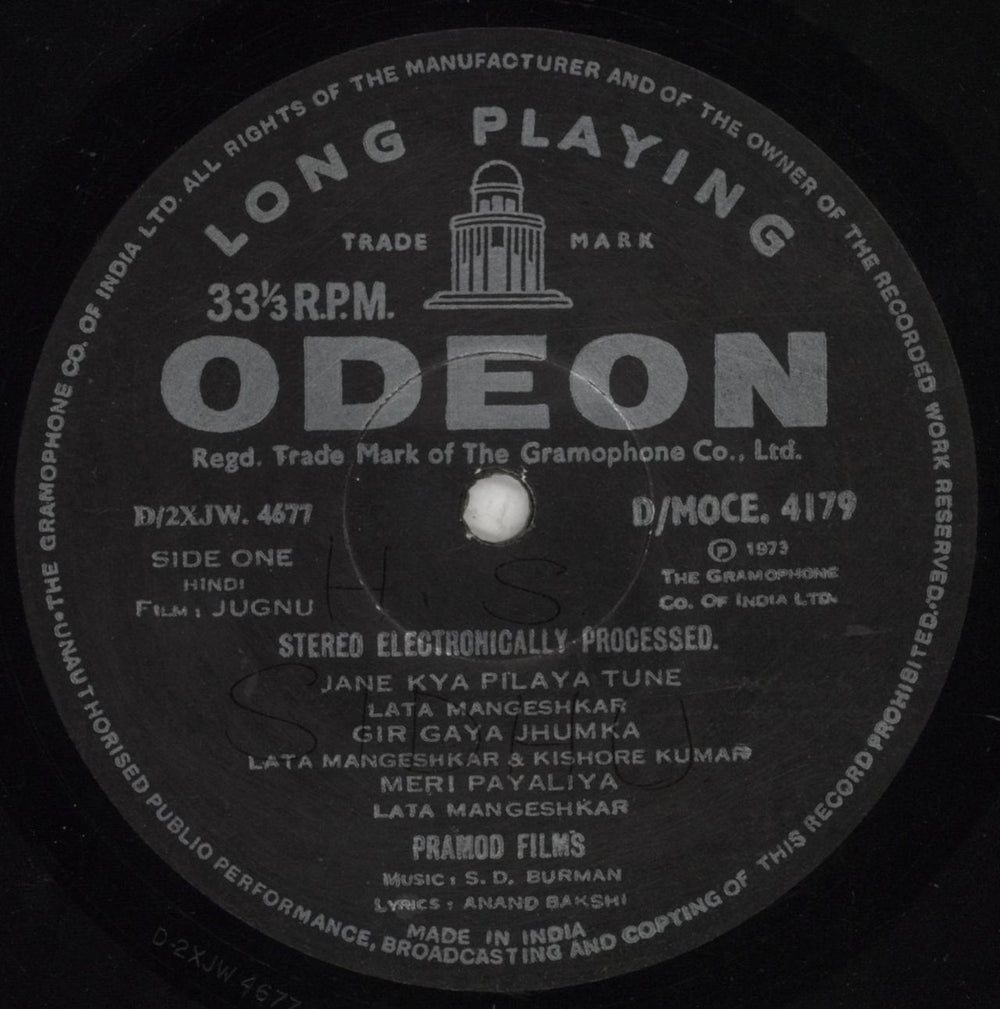 THE GRAMOPHONE CO. OF INDIA LTD. ALL RIGHTS OF THE MANUFACTURER AND OF THE OWNER OF THE RECORDED WORK RESERVED.
UNAUTHORISED PUBLIC PERFORMANCE, BROADCASTING AND COPYING OF THIS RECORD PROHIBITED.
LONG PLAYING
TRADE MARK
33⅓ R.P.M.
ODEON
Regd. Trade Mark of The Gramophone Co., Ltd.
D/2XJW. 4677
D/MOCE. 4179
SIDE ONE
HINDI
FILM : JUGNU
Ⓟ 1973
THE GRAMOPHONE
CO. OF INDIA LTD.
H. S.
SIDHU
STEREO ELECTRONICALLY PROCESSED.
JANE KYA PILAYA TUNE
LATA MANGESHKAR
GIR GAYA JHUMKA
LATA MANGESHKAR & KISHORE KUMAR
MERI PAYALIYA
LATA MANGESHKAR
PRAMOD FILMS
MUSIC : S. D. BURMAN
LYRICS : ANAND BAKSHI
MADE IN INDIA
D-2XJW 4677